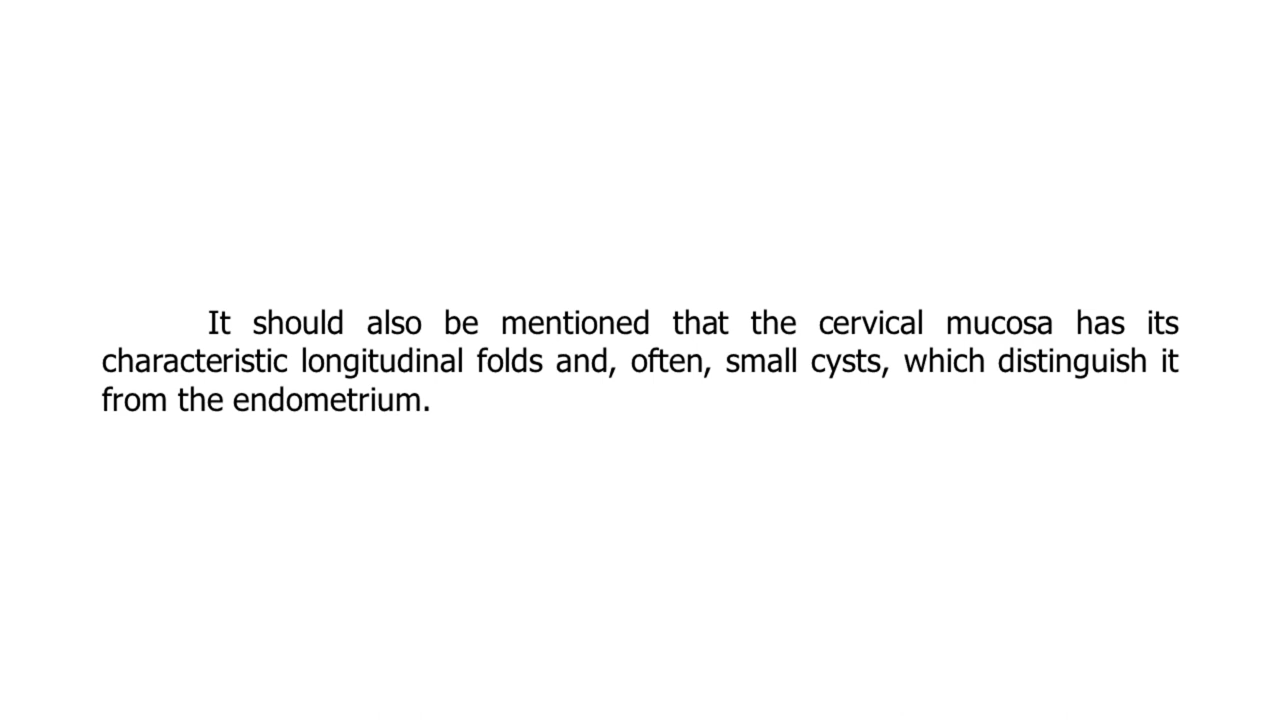 It should also be mentioned that the cervical mucosa has its
characteristic longitudinal folds and, often, small cysts, which distinguish it
from the endometrium.